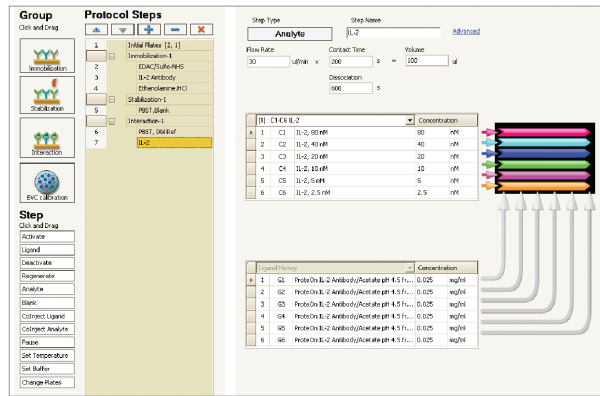 Group
Click and Drag
Immobilization
Stabilization
Interaction
EVC calibration
Step
Click and Drag
Activate
Ligand
Deactivate
Regenerate
Analyte
Blank
CoInject Ligand
CoInject Analyte
Pause
Set Temperature
Set Buffer
Change Plates
Protocol Steps
1 Initial Plates [2, 1]
Immobilization-1
2 EDAC/Sulfo-NHS
3 IL-2 Antibody
4 Ethanolamine HCl
Stabilization-1
5 PBST,Blank
Interaction-1
6 PBST, Dbl Ref
7 IL-2
Step Type Step Name
Analyte IL-2 Advanced
Flow Rate Contact Time Volume
30 ul/min x 200 s = 100 ul
Dissociation
600 s
[1] : C1-C6 IL-2 Concentration
1 C1 IL-2, 80 nM 80 nM
2 C2 IL-2, 40 nM 40 nM
3 C3 IL-2, 20 nM 20 nM
4 C4 IL-2, 10 nM 10 nM
5 C5 IL-2, 5 nM 5 nM
6 C6 IL-2, 2.5 nM 2.5 nM
Ligand History Concentration
1 G1 ProteOn IL-2 Antibody/Acetate pH 4.5 fr... 0.025 mg/ml
2 G2 ProteOn IL-2 Antibody/Acetate pH 4.5 fr... 0.025 mg/ml
3 G3 ProteOn IL-2 Antibody/Acetate pH 4.5 fr... 0.025 mg/ml
4 G4 ProteOn IL-2 Antibody/Acetate pH 4.5 fr... 0.025 mg/ml
5 G5 ProteOn IL-2 Antibody/Acetate pH 4.5 fr... 0.025 mg/ml
6 G6 ProteOn IL-2 Antibody/Acetate pH 4.5 fr... 0.025 mg/ml